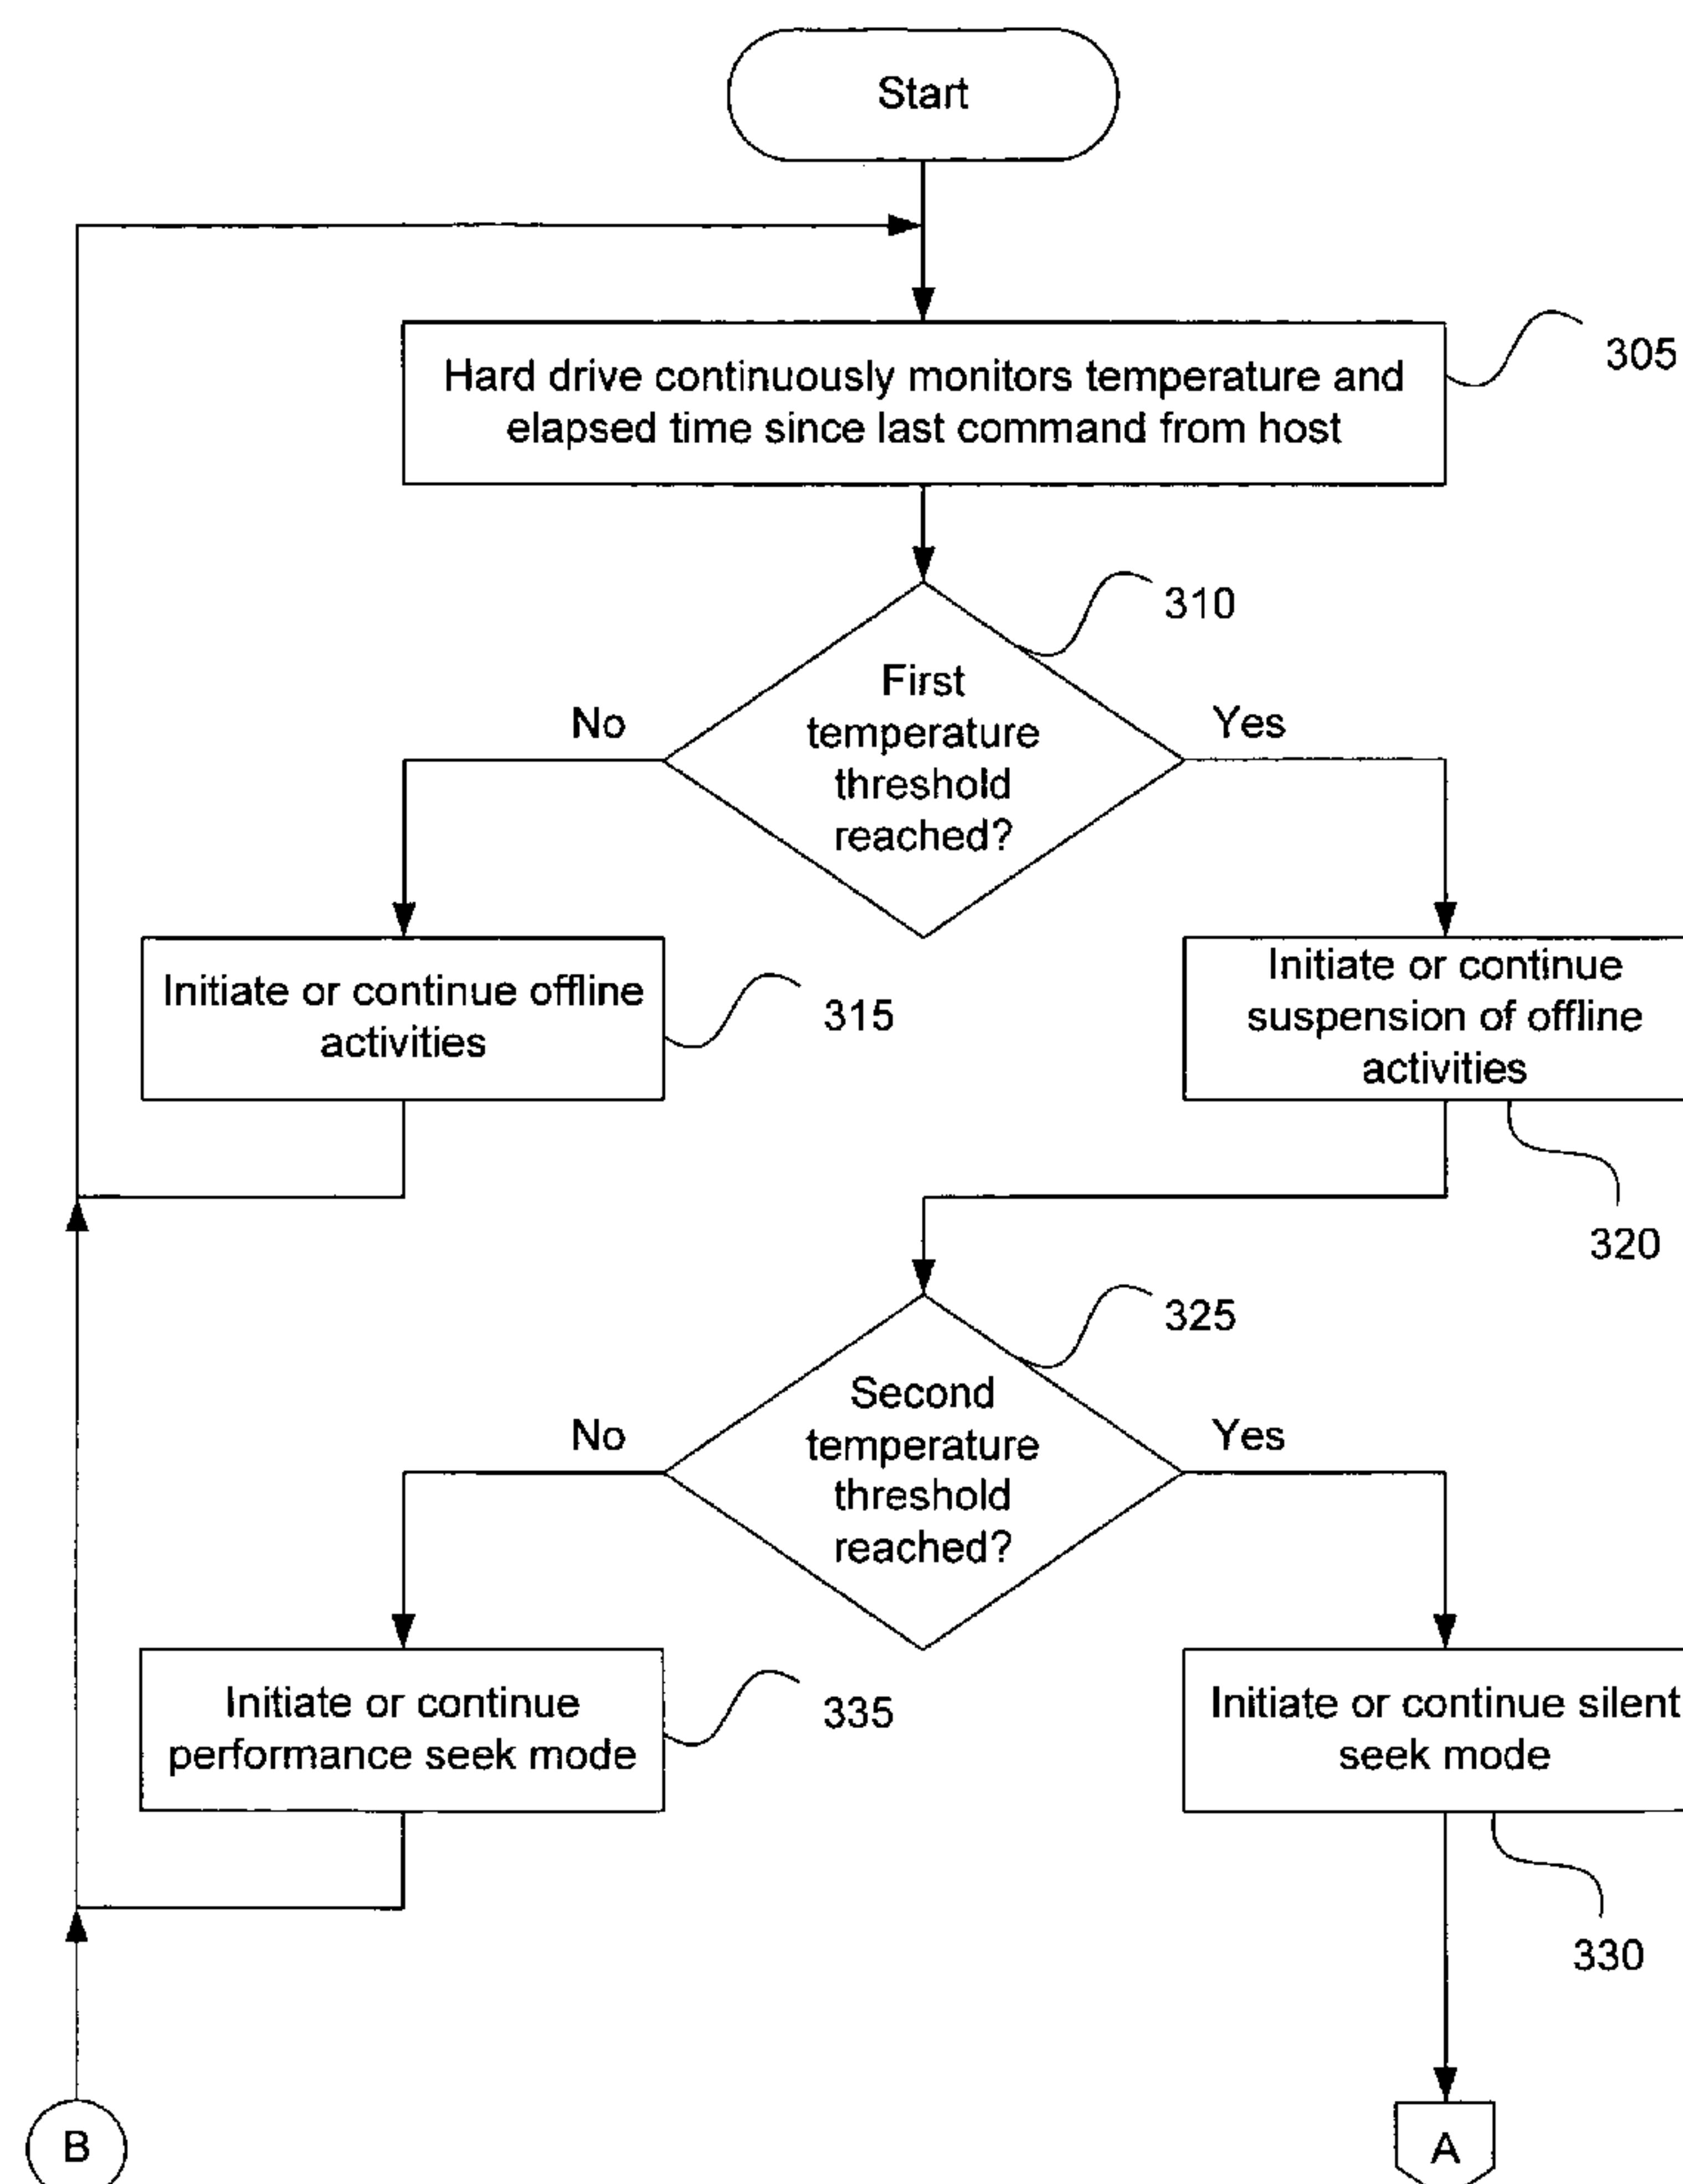 Start
Hard drive continuously monitors temperature and
elapsed time since last command from host
305
310
First
temperature
threshold
reached?
No
Yes
Initiate or continue offline
activities
315
Initiate or continue
suspension of offline
activities
320
325
Second
temperature
threshold
reached?
No
Yes
Initiate or continue
performance seek mode
335
Initiate or continue silent
seek mode
330
B
A